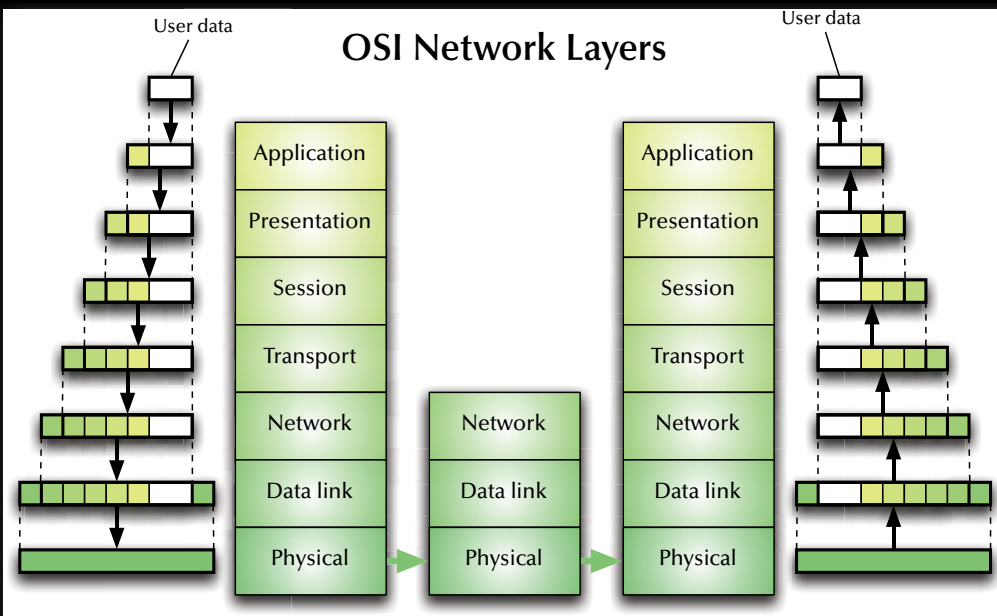 User data
User data
OSI Network Layers
Application
Presentation
Session
Transport
Network
Data link
Physical
Network
Data link
Physical
Application
Presentation
Session
Transport
Network
Data link
Physical